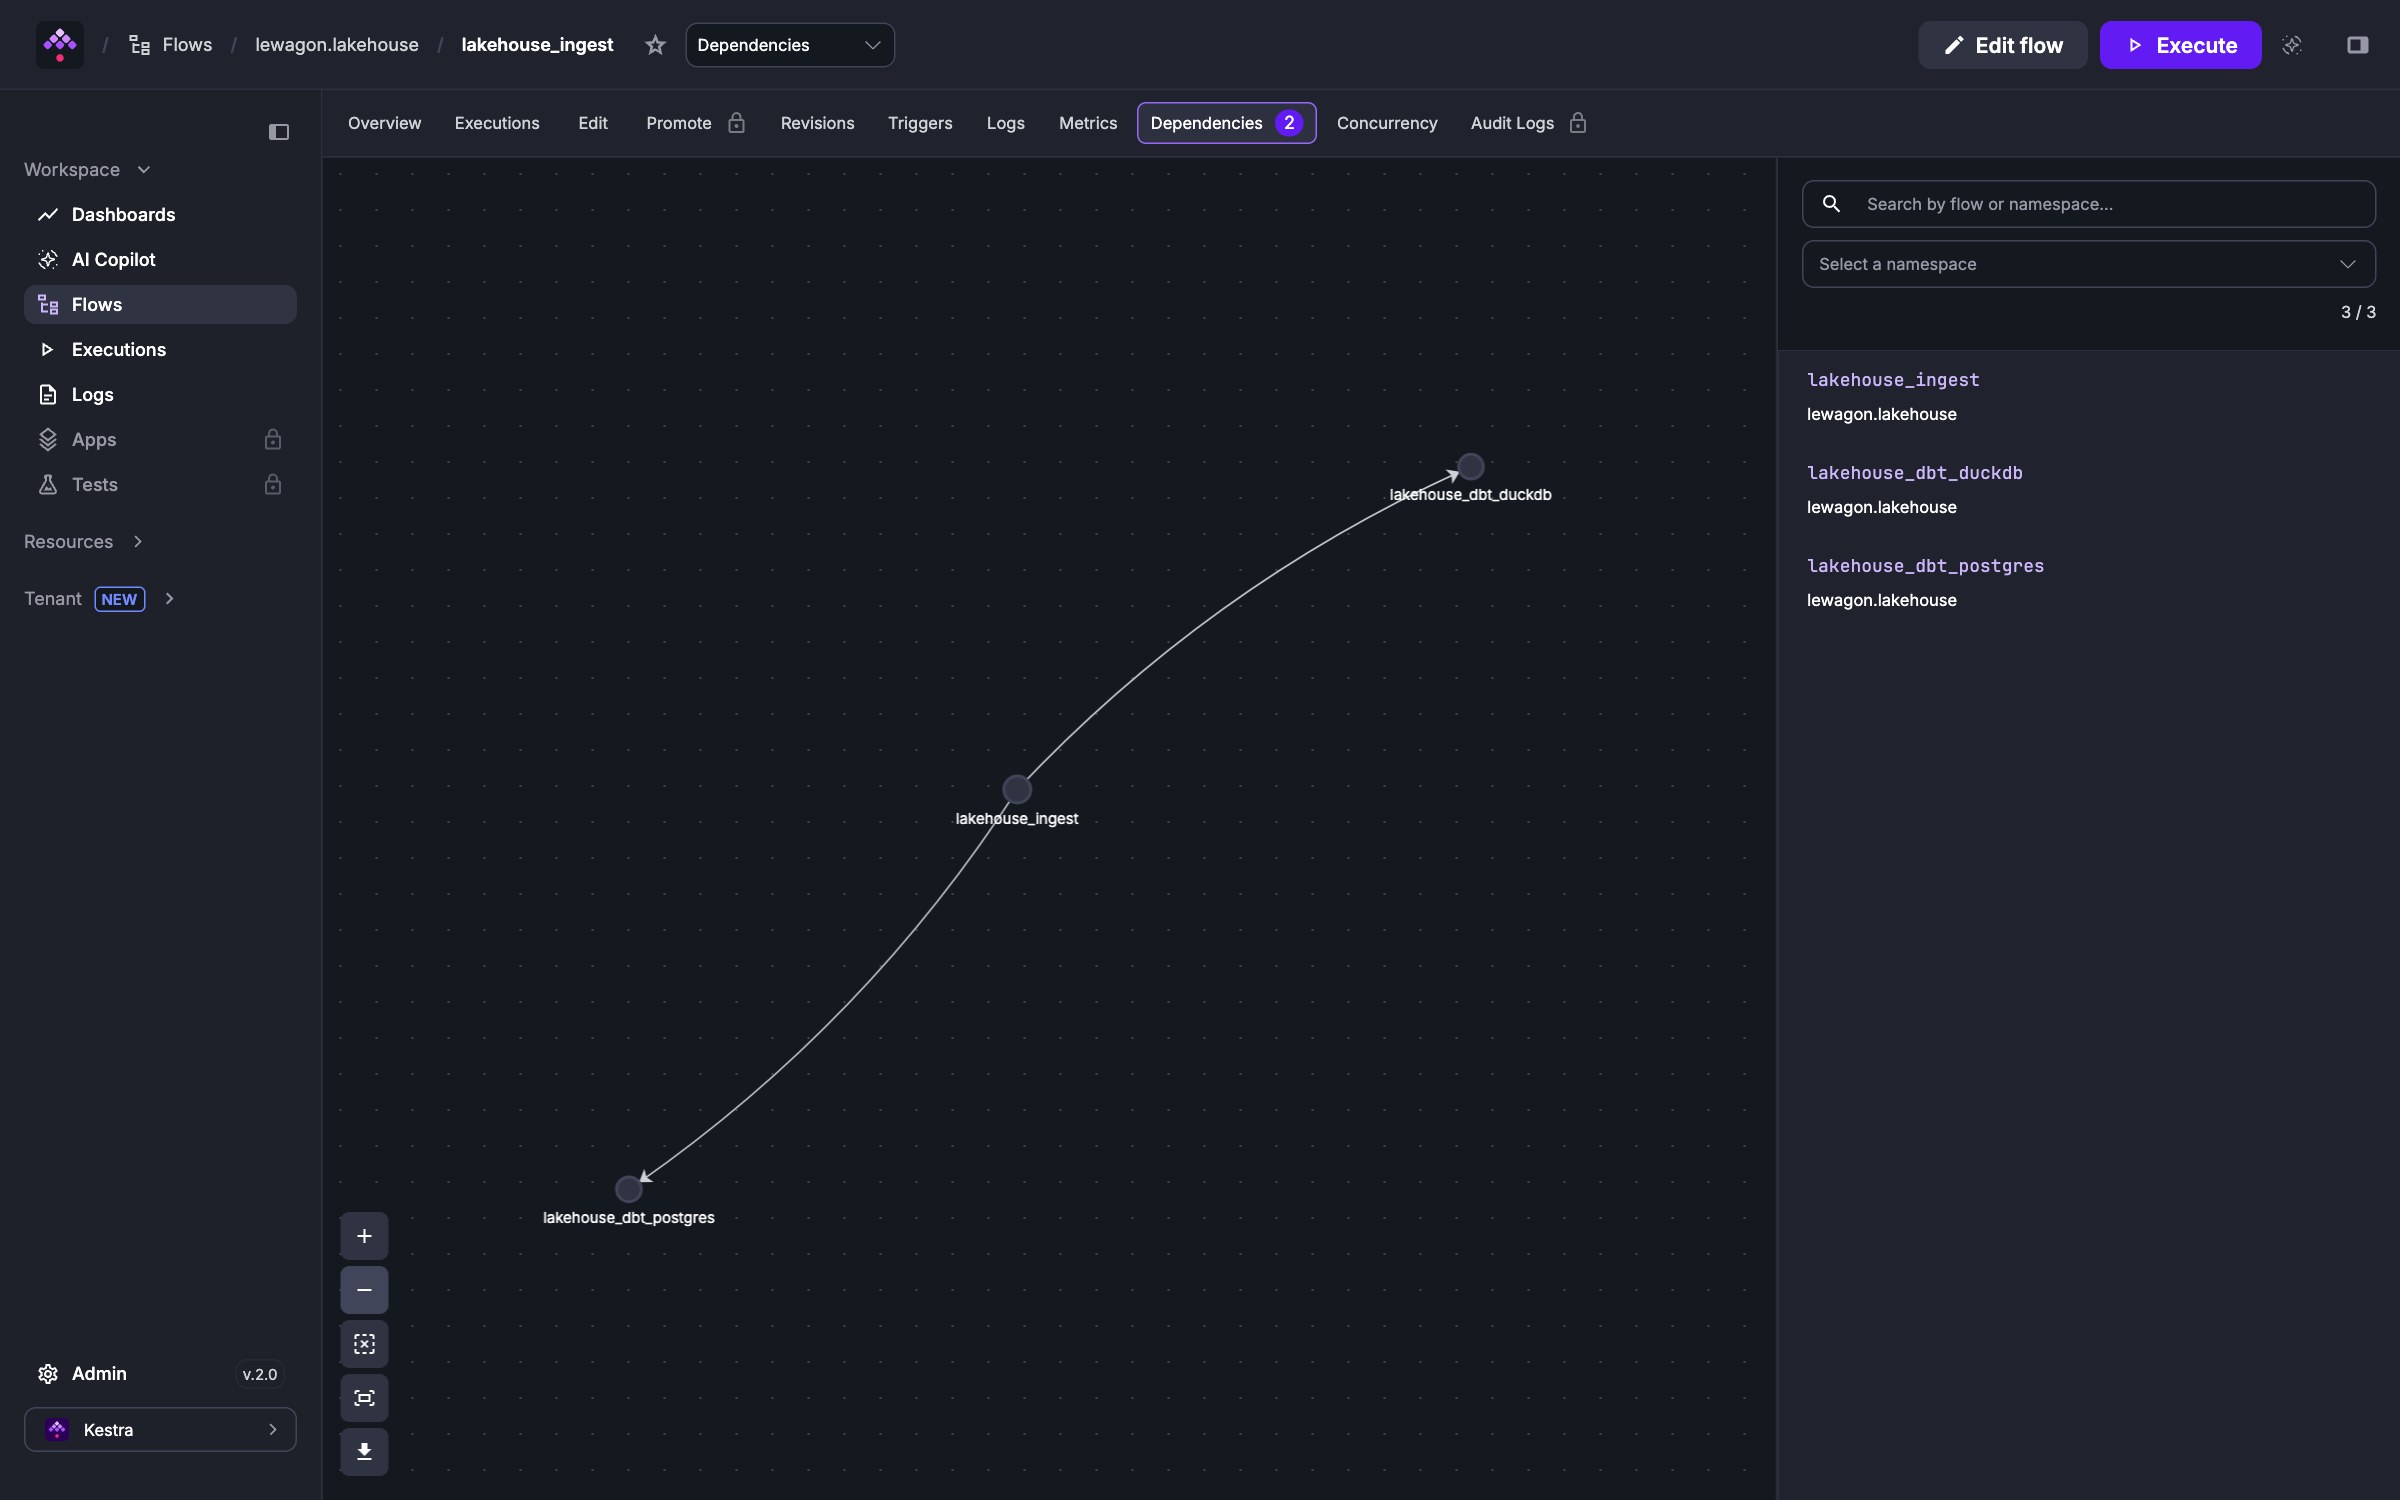 / Flows / lewagon.lakehouse / lakehouse_ingest
Dependencies
Edit flow
Execute
Workspace
Dashboards
AI Copilot
Flows
Executions
Logs
Apps
Tests
Resources
Tenant NEW
Admin v.2.0
Kestra
Overview Executions Edit Promote Revisions Triggers Logs Metrics Dependencies 2 Concurrency Audit Logs
lakehouse_dbt_duckdb
lakehouse_ingest
lakehouse_dbt_postgres
Search by flow or namespace...
Select a namespace
3 / 3
lakehouse_ingest
lewagon.lakehouse
lakehouse_dbt_duckdb
lewagon.lakehouse
lakehouse_dbt_postgres
lewagon.lakehouse